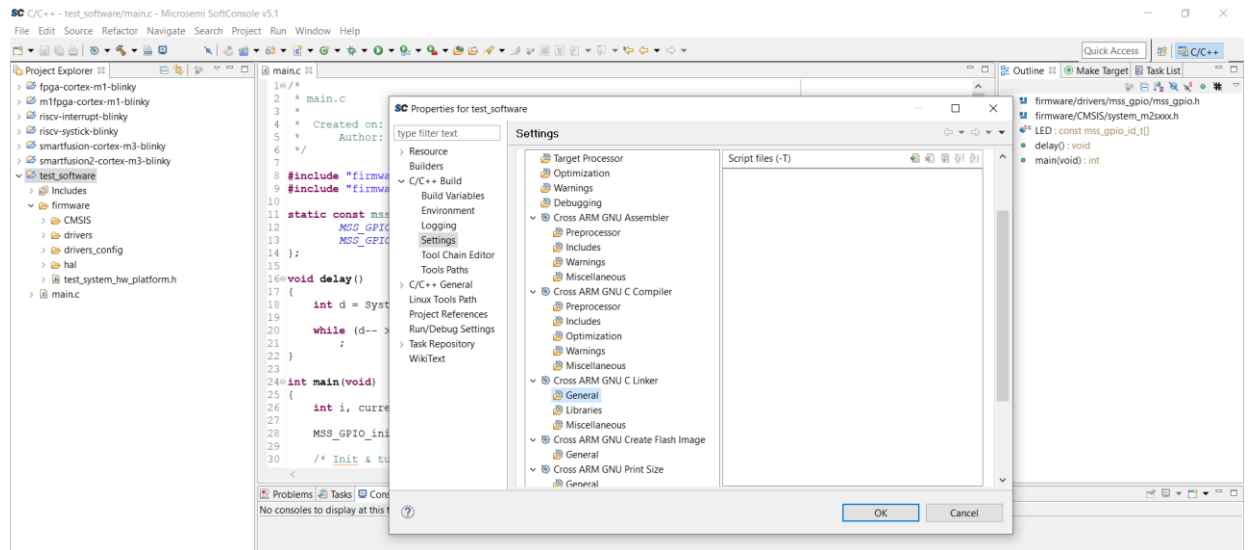 SC C/C++ - test_software/main.c - Microsemi SoftConsole v5.1
File Edit Source Refactor Navigate Search Project Run Window Help
Quick Access
C/C++
Project Explorer
fpga-cortex-m1-blinky
m1fpga-cortex-m1-blinky
riscv-interrupt-blinky
riscv-systick-blinky
smartfusion-cortex-m3-blinky
smartfusion2-cortex-m3-blinky
test_software
Includes
firmware
CMSIS
drivers
drivers_config
hal
test_system_hw_platform.h
main.c
main.c
1 /*
2 * main.c
3 *
4 * Created on:
5 * Author:
6 */
7
8 #include "firmwa
9 #include "firmwa
10
11 static const mss
12 MSS_GPIO
13 MSS_GPIO
14 };
15
16 void delay()
17 {
18 int d = Syst
19
20 while (d-- >
21 ;
22 }
23
24 int main(void)
25 {
26 int i, curre
27
28 MSS_GPIO_ini
29
30 /* Init & tu
SC Properties for test_software
type filter text
Resource
Builders
C/C++ Build
Build Variables
Environment
Logging
Settings
Tool Chain Editor
Tools Paths
C/C++ General
Linux Tools Path
Project References
Run/Debug Settings
Task Repository
WikiText
Settings
Target Processor
Optimization
Warnings
Debugging
Cross ARM GNU Assembler
Preprocessor
Includes
Warnings
Miscellaneous
Cross ARM GNU C Compiler
Preprocessor
Includes
Optimization
Warnings
Miscellaneous
Cross ARM GNU C Linker
General
Libraries
Miscellaneous
Cross ARM GNU Create Flash Image
General
Cross ARM GNU Print Size
General
Script files (-T)
OK
Cancel
Outline
Make Target
Task List
firmware/drivers/mss_gpio/mss_gpio.h
firmware/CMSIS/system_m2sxxx.h
LED : const mss_gpio_id_t[]
delay() : void
main(void) : int
Problems
Tasks
Cons
No consoles to display at this t